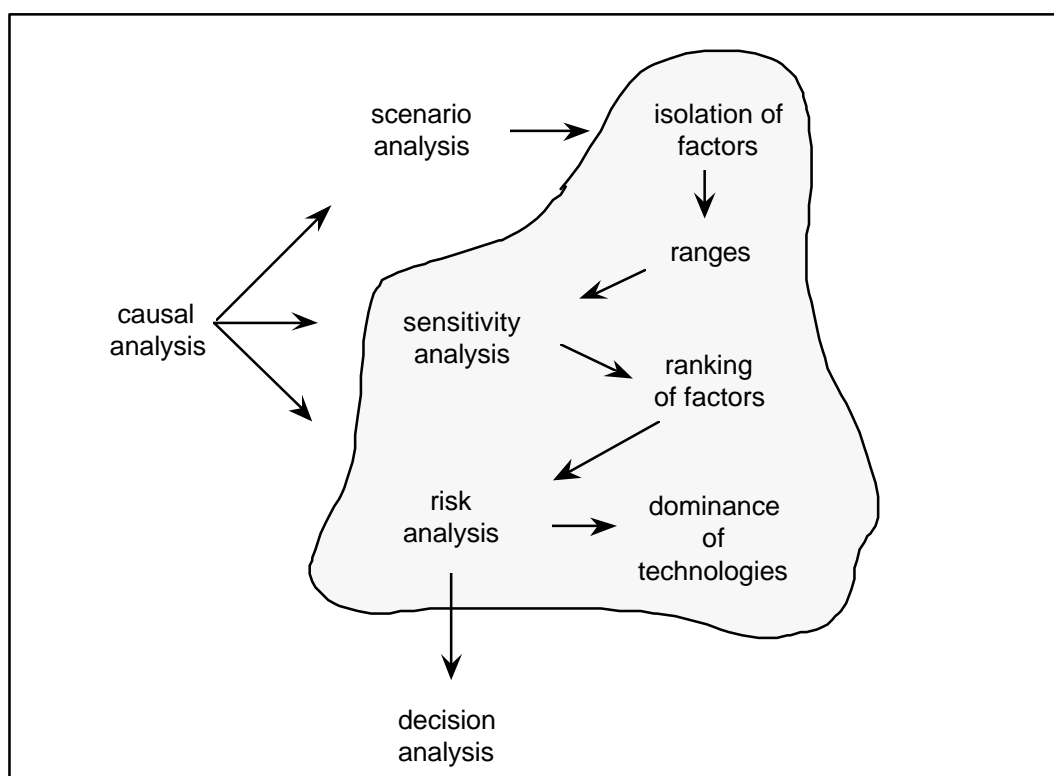 scenario
analysis
isolation of
factors
ranges
causal
analysis
sensitivity
analysis
ranking
of factors
risk
analysis
dominance
of
technologies
decision
analysis